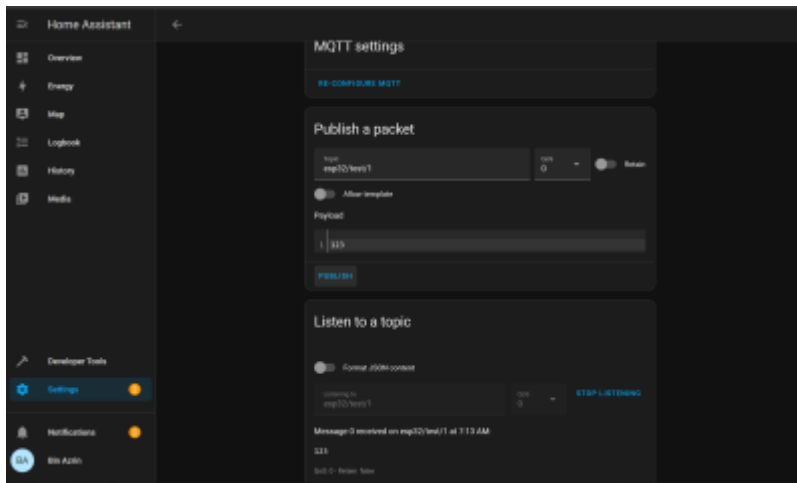 Home Assistant
Overview
Energy
Map
Logbook
History
Media
Developer Tools
Settings
Notifications
BA
Bin Azrin
MQTT settings
RE-CONFIGURE MQTT
Publish a packet
Topic
esp32/test/1
QoS
0
Retain
Allow template
Payload
1 123
PUBLISH
Listen to a topic
Format JSON content
Listening to
esp32/test/1
QoS
0
STOP LISTENING
Message 0 received on esp32/test/1 at 7:13 AM:
123
QoS: 0 - Retain: false